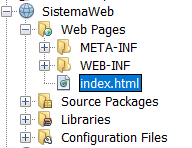 SistemaWeb
Web Pages
META-INF
WEB-INF
index.html
Source Packages
Libraries
Configuration Files